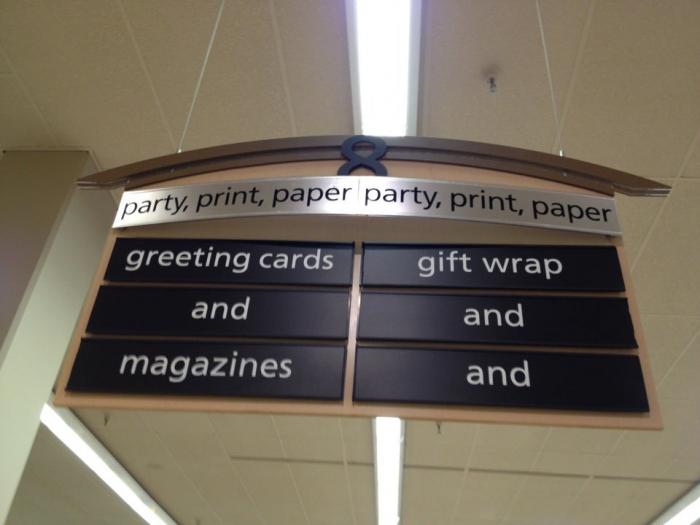 8
party, print, paper party, print, paper
greeting cards
and
magazines
gift wrap
and
and